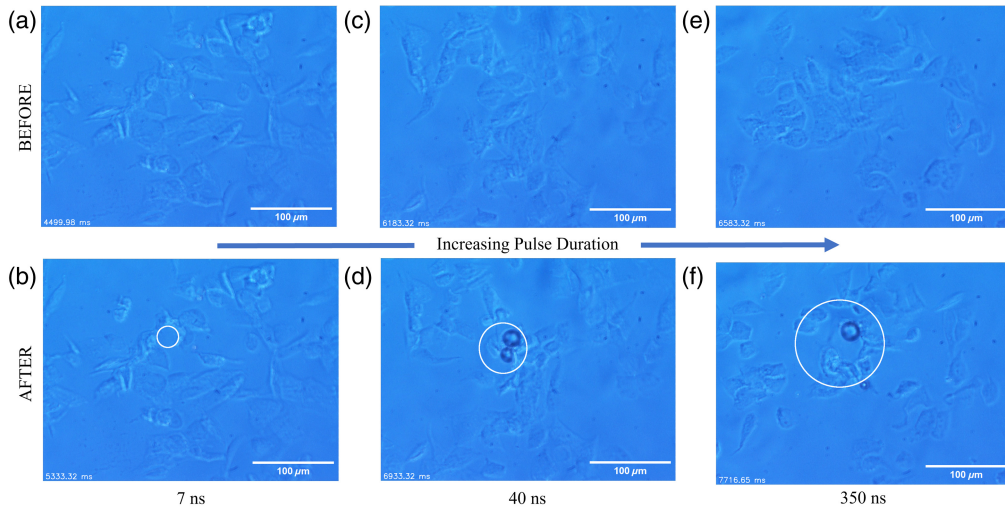 (a)
(c)
(e)
BEFORE
4499.98 ms
100 µm
6183.32 ms
100 µm
6583.32 ms
100 µm
Increasing Pulse Duration
(b)
(d)
(f)
AFTER
5333.32 ms
100 µm
6933.32 ms
100 µm
7716.65 ms
100 µm
7 ns
40 ns
350 ns